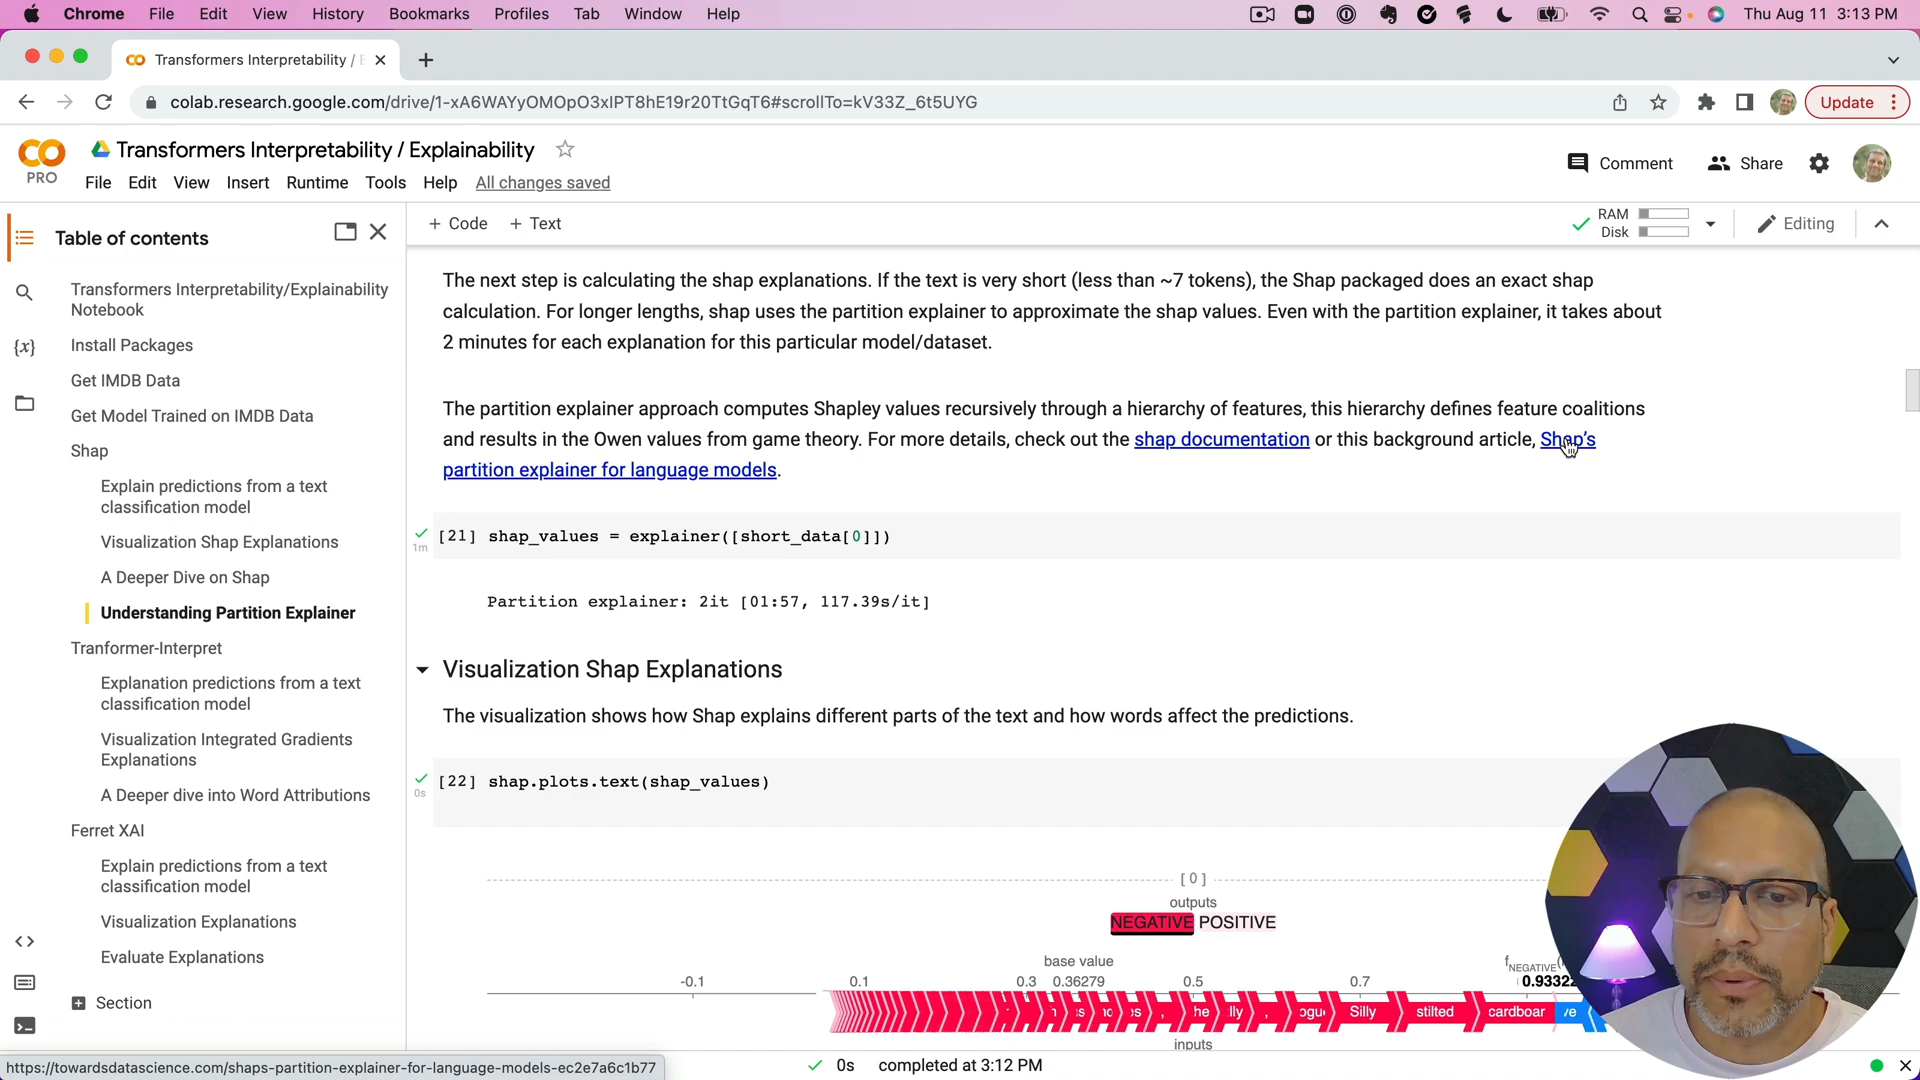 Chrome File Edit View History Bookmarks Profiles Tab Window Help Thu Aug 11 3:13 PM
Transformers Interpretability / E
colab.research.google.com/drive/1-xA6WAYyOMOpO3xIPT8hE19r20TtGqT6#scrollTo=kV33Z_6t5UYG
Update
CO PRO
Transformers Interpretability / Explainability
File Edit View Insert Runtime Tools Help All changes saved
Comment Share
+ Code + Text
RAM
Disk
Editing
Table of contents
Transformers Interpretability/Explainability
Notebook
Install Packages
Get IMDB Data
Get Model Trained on IMDB Data
Shap
Explain predictions from a text
classification model
Visualization Shap Explanations
A Deeper Dive on Shap
Understanding Partition Explainer
Tranformer-Interpret
Explanation predictions from a text
classification model
Visualization Integrated Gradients
Explanations
A Deeper dive into Word Attributions
Ferret XAI
Explain predictions from a text
classification model
Visualization Explanations
Evaluate Explanations
Section
The next step is calculating the shap explanations. If the text is very short (less than ~7 tokens), the Shap packaged does an exact shap
calculation. For longer lengths, shap uses the partition explainer to approximate the shap values. Even with the partition explainer, it takes about
2 minutes for each explanation for this particular model/dataset.
The partition explainer approach computes Shapley values recursively through a hierarchy of features, this hierarchy defines feature coalitions
and results in the Owen values from game theory. For more details, check out the shap documentation or this background article, Shap's
partition explainer for language models.
1m
[21] shap_values = explainer([short_data[0]])
Partition explainer: 2it [01:57, 117.39s/it]
Visualization Shap Explanations
The visualization shows how Shap explains different parts of the text and how words affect the predictions.
0s
[22] shap.plots.text(shap_values)
[0]
outputs
NEGATIVE POSITIVE
base value
fNEGATIVE(
-0.1 0.1 0.3 0.36279 0.5 0.7 0.93322
he lly , ogu Silly stilted cardboar ve
inputs
https://towardsdatascience.com/shaps-partition-explainer-for-language-models-ec2e7a6c1b77
0s completed at 3:12 PM